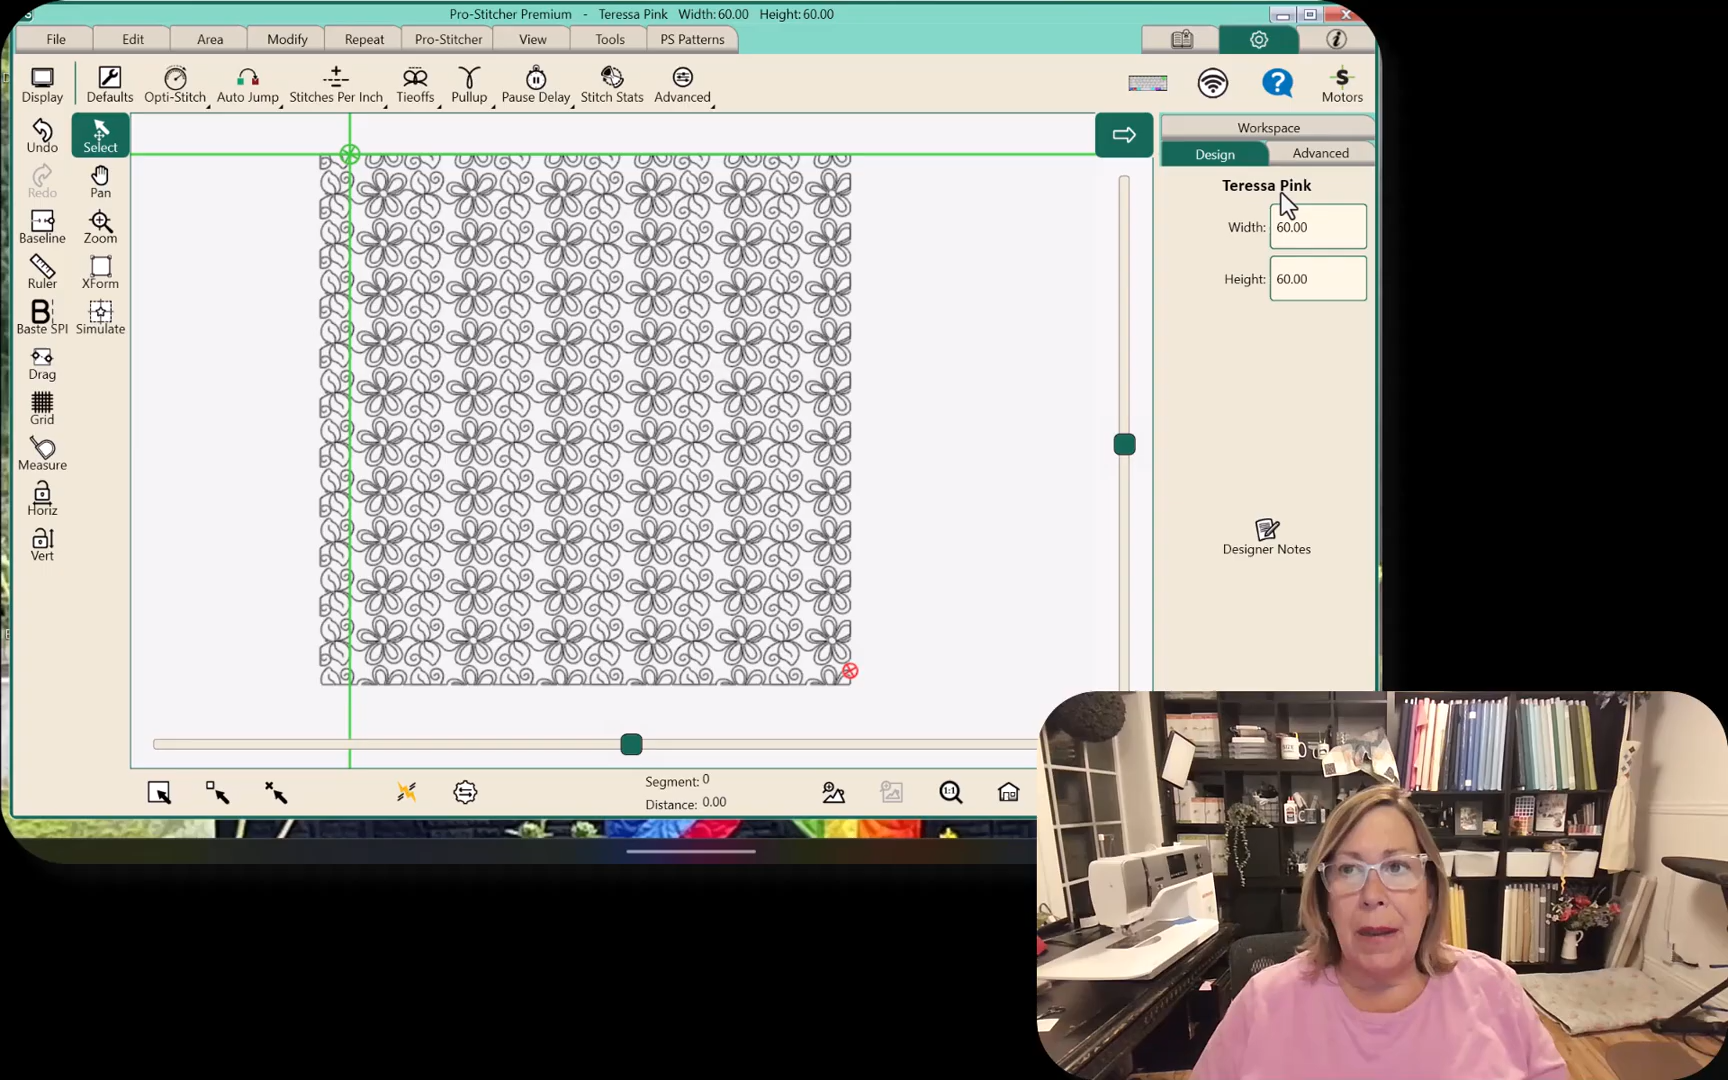 Pro-Stitcher Premium - Teressa Pink Width: 60.00 Height: 60.00
File Edit Area Modify Repeat Pro-Stitcher View Tools PS Patterns
Display Defaults Opti-Stitch Auto Jump Stitches Per Inch Tieoffs Pullup Pause Delay Stitch Stats Advanced Motors
Undo Select
Redo Pan
Baseline Zoom
Ruler XForm
Baste SPI Simulate
Drag
Grid
Measure
Horiz
Vert
Workspace
Design Advanced
Teressa Pink
Width: 60.00
Height: 60.00
Designer Notes
Segment: 0
Distance: 0.00
1:1